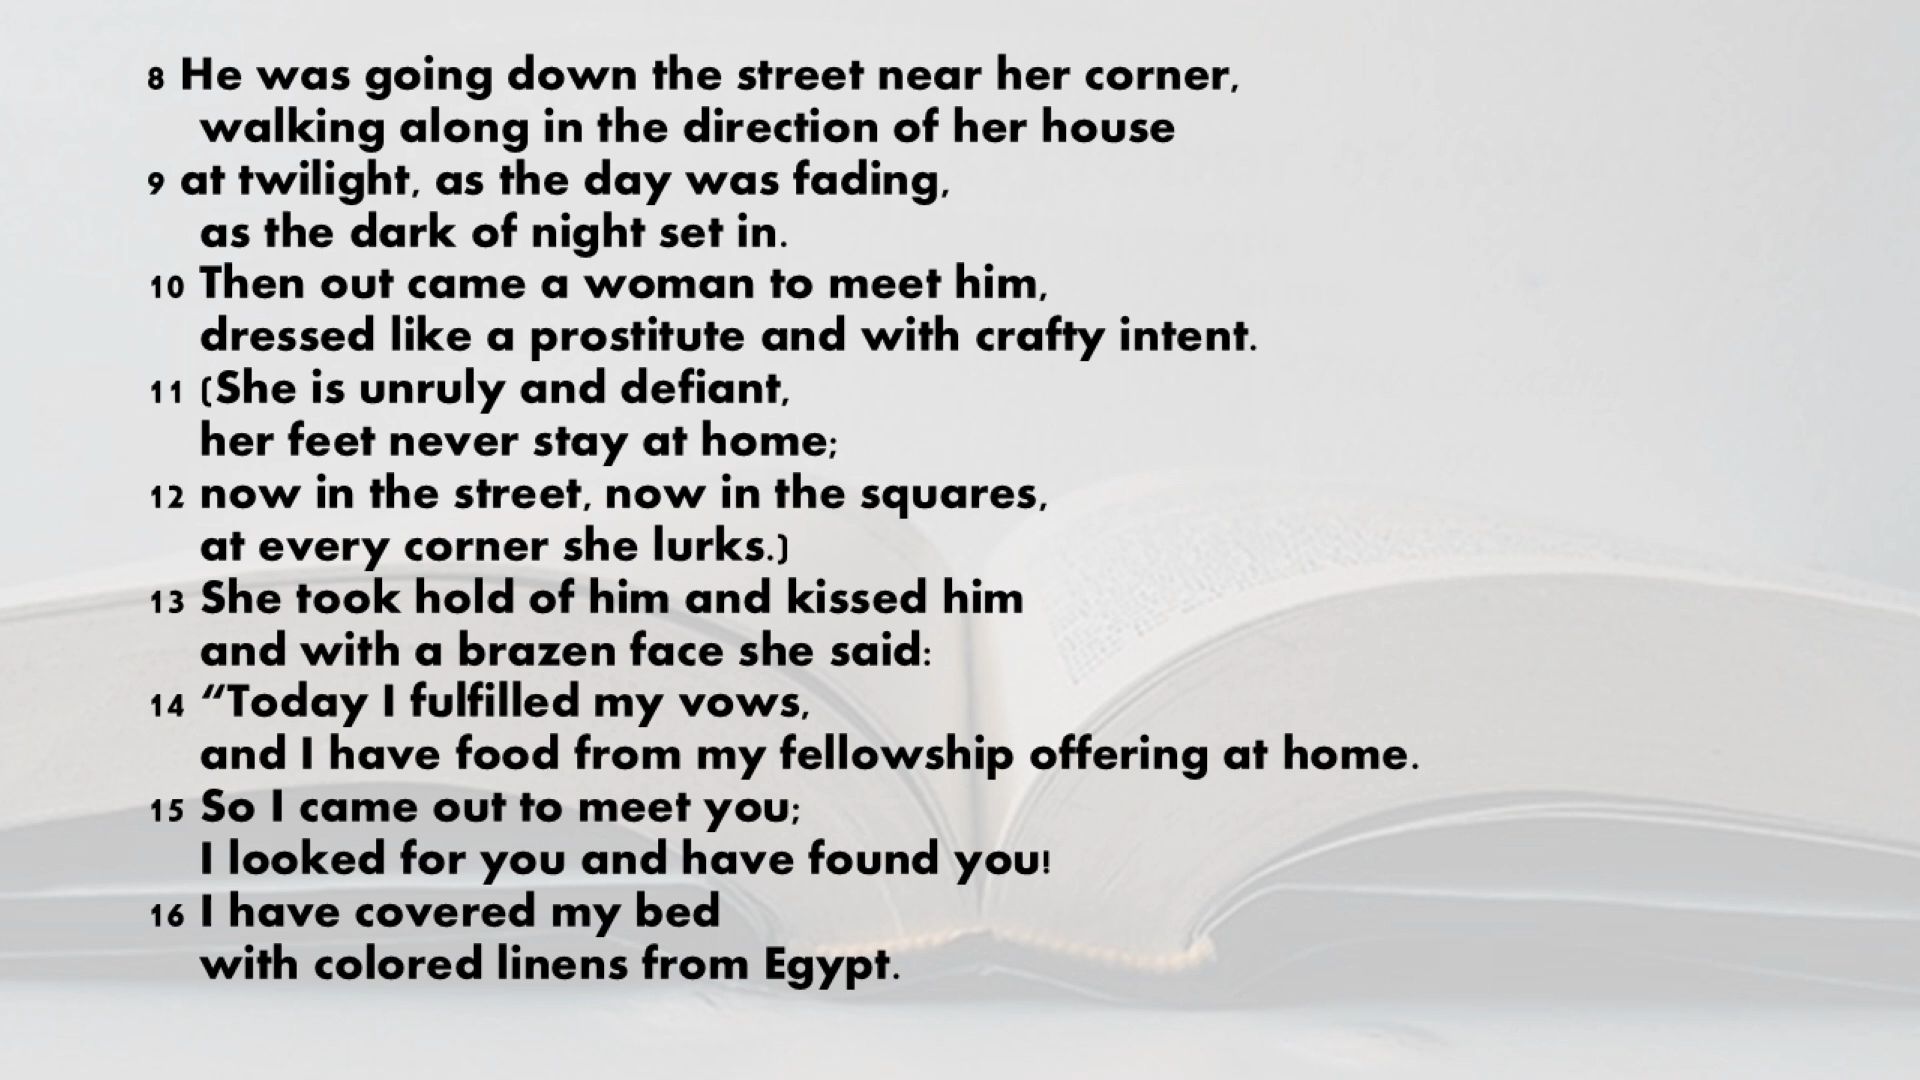 8 He was going down the street near her corner,
walking along in the direction of her house
9 at twilight, as the day was fading,
as the dark of night set in.
10 Then out came a woman to meet him,
dressed like a prostitute and with crafty intent.
11 (She is unruly and defiant,
her feet never stay at home;
12 now in the street, now in the squares,
at every corner she lurks.)
13 She took hold of him and kissed him
and with a brazen face she said:
14 “Today I fulfilled my vows,
and I have food from my fellowship offering at home.
15 So I came out to meet you;
I looked for you and have found you!
16 I have covered my bed
with colored linens from Egypt.